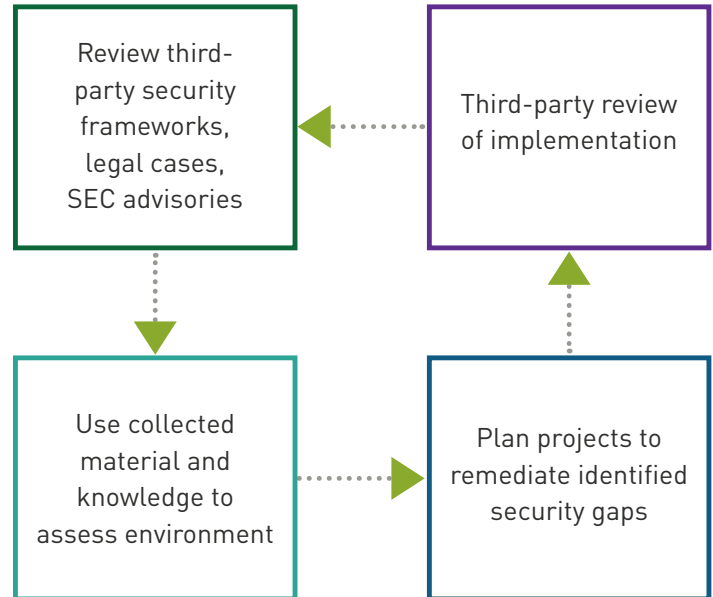 Review third-
party security
frameworks,
legal cases,
SEC advisories
Third-party review
of implementation
Use collected
material and
knowledge to
assess environment
Plan projects to
remediate identified
security gaps